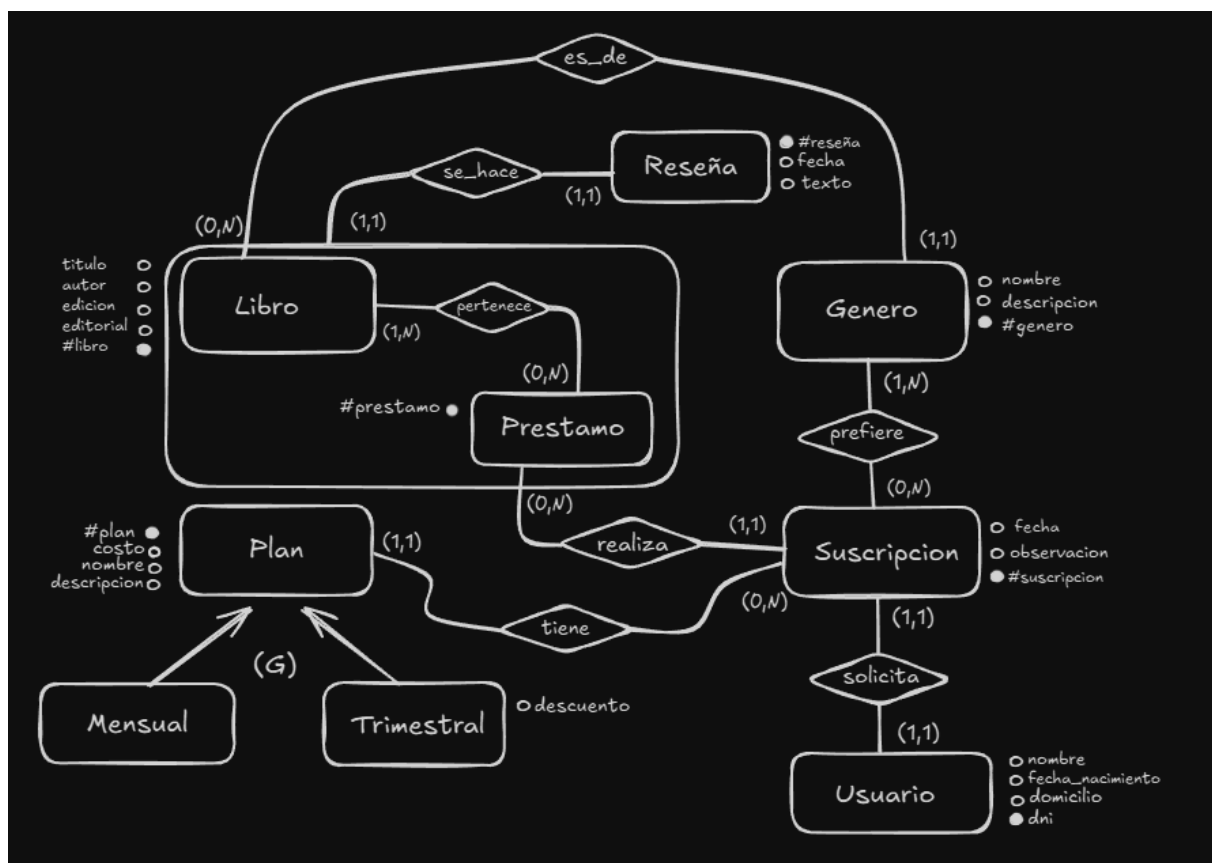 es_de
se_hace
Reseña
#reseña
fecha
texto
(1,1)
(1,1)
(0,N)
(1,1)
titulo
autor
edicion
editorial
#libro
Libro
pertenece
(1,N)
(0,N)
#prestamo
Prestamo
Genero
nombre
descripcion
#genero
(1,N)
prefiere
(0,N)
(0,N)
realiza
(1,1)
Suscripcion
fecha
observacion
#suscripcion
#plan
costo
nombre
descripcion
Plan
(1,1)
tiene
(0,N)
(1,1)
solicita
(1,1)
(G)
Mensual
Trimestral
descuento
Usuario
nombre
fecha_nacimiento
domicilio
dni